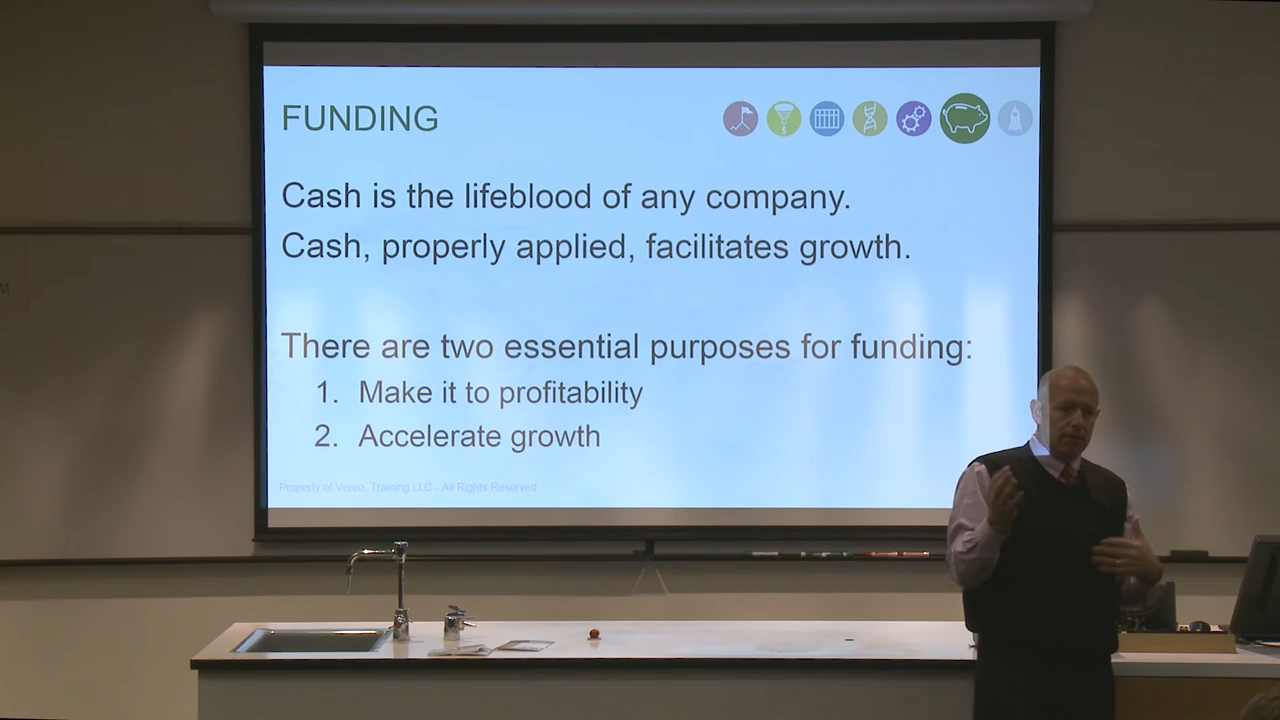 FUNDING
Cash is the lifeblood of any company.
Cash, properly applied, facilitates growth.
There are two essential purposes for funding:
1. Make it to profitability
2. Accelerate growth
Property of Vereo, Training LLC - All Rights Reserved
M